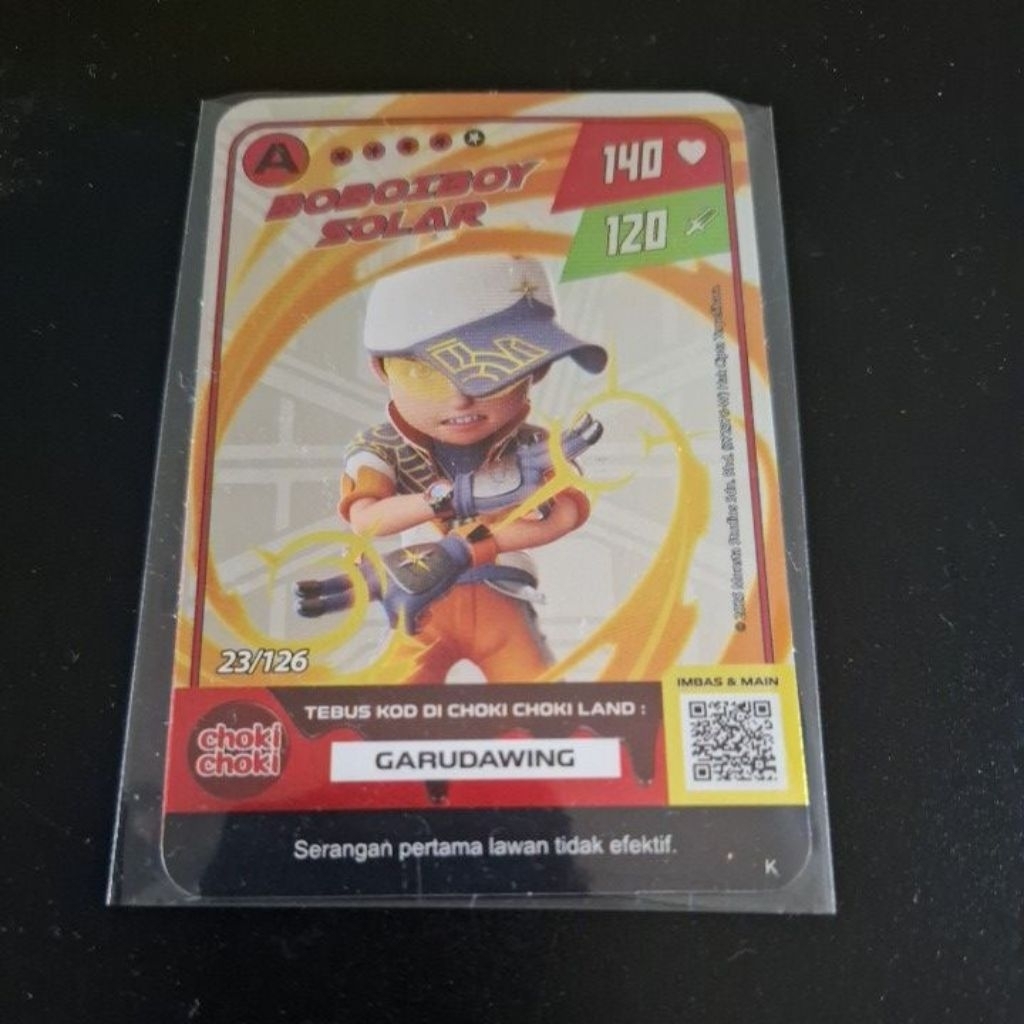 A
BOBOIBOY
SOLAR
140
120
23/126
IMBAS & MAIN
TEBUS KOD DI CHOKI CHOKI LAND :
choki
choki
GARUDAWING
Serangan pertama lawan tidak efektif.
K